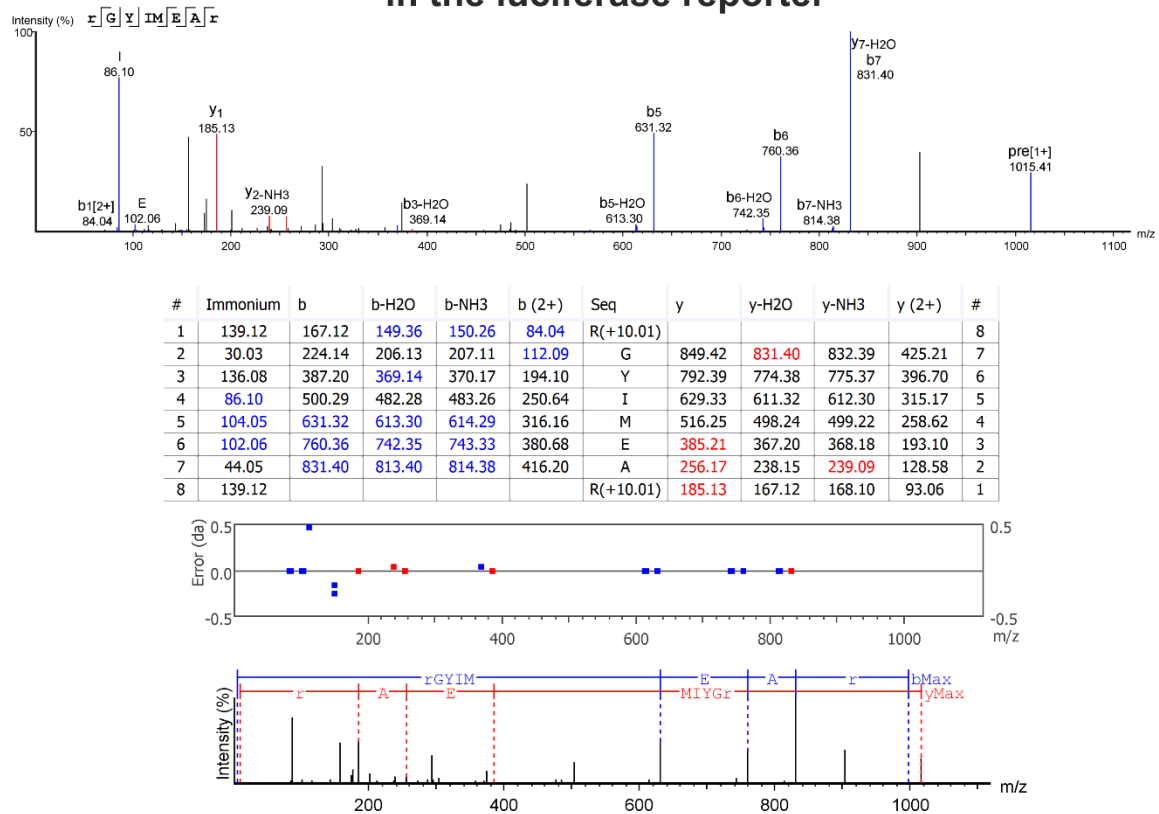 in the luciferase reporter
Intensity (%) r G Y I M E A r
100
I
86.10
y7-H2O
b7
831.40
50
y1
185.13
b5
631.32
b6
760.36
pre[1+]
1015.41
b1[2+]
84.04
E
102.06
y2-NH3
239.09
b3-H2O
369.14
b5-H2O
613.30
b6-H2O
742.35
b7-NH3
814.38
100 200 300 400 500 600 700 800 900 1000 1100 m/z
# Immonium b b-H2O b-NH3 b (2+) Seq y y-H2O y-NH3 y (2+) #
1 139.12 167.12 149.36 150.26 84.04 R(+10.01) 8
2 30.03 224.14 206.13 207.11 112.09 G 849.42 831.40 832.39 425.21 7
3 136.08 387.20 369.14 370.17 194.10 Y 792.39 774.38 775.37 396.70 6
4 86.10 500.29 482.28 483.26 250.64 I 629.33 611.32 612.30 315.17 5
5 104.05 631.32 613.30 614.29 316.16 M 516.25 498.24 499.22 258.62 4
6 102.06 760.36 742.35 743.33 380.68 E 385.21 367.20 368.18 193.10 3
7 44.05 831.40 813.40 814.38 416.20 A 256.17 238.15 239.09 128.58 2
8 139.12 R(+10.01) 185.13 167.12 168.10 93.06 1
Error (da)
0.5 0.5
0.0
-0.5 -0.5
200 400 600 800 1000 m/z
rGYIM E A r bMax
r A E MIYGr yMax
Intensity (%)
200 400 600 800 1000 m/z